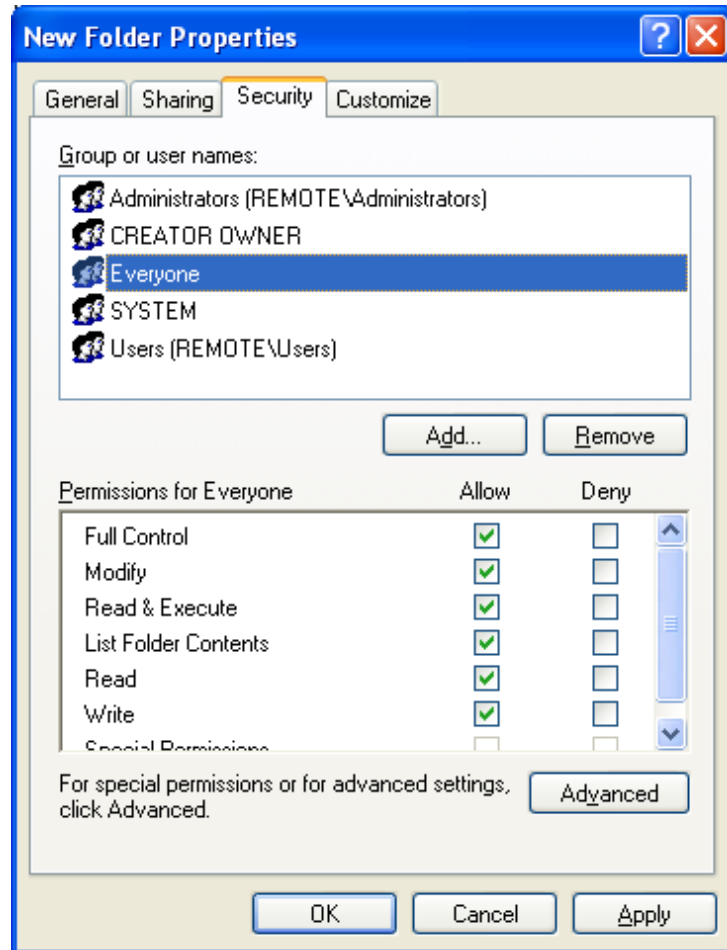 New Folder Properties
General Sharing Security Customize
Group or user names:
Administrators (REMOTE\Administrators)
CREATOR OWNER
Everyone
SYSTEM
Users (REMOTE\Users)
Add... Remove
Permissions for Everyone Allow Deny
Full Control
Modify
Read & Execute
List Folder Contents
Read
Write
Special Permissions
For special permissions or for advanced settings,
click Advanced.
Advanced
OK Cancel Apply